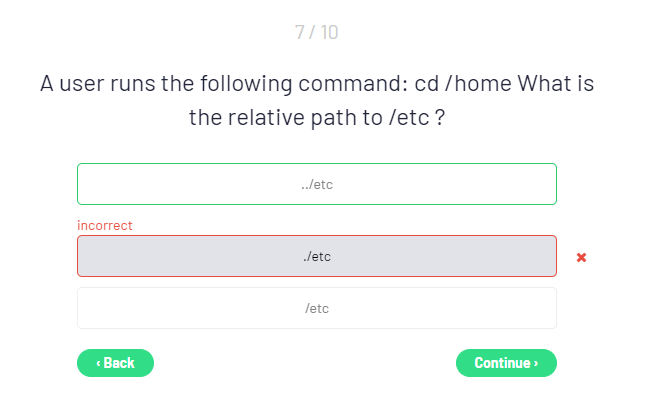 7 / 10
A user runs the following command: cd /home What is
the relative path to /etc ?
../etc
incorrect
./etc
/etc
‹ Back
Continue ›